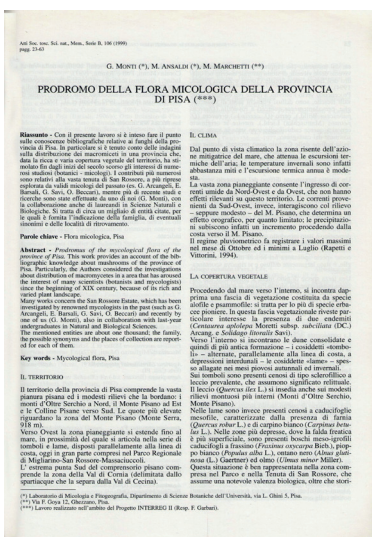 Atti Soc. tosc. Sci. nat., Mem., Serie B, 106 (1999)
pagg. 23-63
G. MONTI (*), M. ANSALDI (*), M. MARCHETTI (**)
PRODROMO DELLA FLORA MICOLOGICA DELLA PROVINCIA
DI PISA (***)
Riassunto - Con il presente lavoro si è inteso fare il punto
sulle conoscenze bibliografiche relative ai funghi della pro-
vincia di Pisa. In particolare si è tenuto conto delle indagini
sulla distribuzione dei macromiceti in una provincia che,
data la ricca e varia copertura vegetale del territorio, ha sti-
molato fin dagli inizi del secolo scorso gli interessi di nume-
rosi studiosi (botanici - micologi). I contributi più numerosi
sono relativi alla vasta tenuta di San Rossore, a più riprese
esplorata da validi micologi del passato (es. G. Arcangeli, E.
Barsali, G. Savi, O. Beccari), mentre più di recente studi e
ricerche sono state effettuate da uno di noi (G. Monti), con
la collaborazione anche di laureandi in Scienze Naturali e
Biologiche. Si tratta di circa un migliaio di entità citate, per
le quali è fornita l'indicazione della famiglia, di eventuali
sinonimi e delle località di ritrovamento.
Parole chiave - Flora micologica, Pisa
Abstract - Prodromus of the mycological flora of the
province of Pisa. This work provides an account of the bib-
liographic knowledge about mushrooms of the province of
Pisa. Particularly, the Authors considered the investigations
about distribution of macromycetes in a area that has aroused
the interest of many scientists (botanists and mycologists)
since the beginning of XIX century, because of its rich and
varied plant landscape.
Many works concern the San Rossore Estate, which has been
investigated by renowned mycologists in the past (such as G.
Arcangeli, E. Barsali, G. Savi, O. Beccari) and recently by
one of us (G. Monti), also in collaboration with last-year
undergraduates in Natural and Biological Sciences.
The mentioned entities are about one thousand; the family,
the possible synonyms and the places of collection are report-
ed for each of them.
Key words - Mycological flora, Pisa
IL TERRITORIO
Il territorio della provincia di Pisa comprende la vasta
pianura pisana ed i modesti rilievi che la bordano: i
monti d'Oltre Serchio a Nord, il Monte Pisano ad Est
e le Colline Pisane verso Sud. Le quote più elevate
riguardano la zona del Monte Pisano (Monte Serra,
918 m).
Verso Ovest la zona pianeggiante si estende fino al
mare, in prossimità del quale si articola nella serie di
tomboli e lame, disposti parallelamente alla linea di
costa, oggi in gran parte compresi nel Parco Regionale
di Migliarino-San Rossore-Massaciuccoli.
L' estrema punta Sud del comprensorio pisano com-
prende la zona della Val di Cornia (delimitata dallo
spartiacque che la separa dalla Val di Cecina).
IL CLIMA
Dal punto di vista climatico la zona risente dell'azio-
ne mitigatrice del mare, che attenua le escursioni ter-
miche dell'aria; le temperature invernali sono infatti
abbastanza miti e l'escursione termica annua è mode-
sta.
La vasta zona pianeggiante consente l'ingresso di cor-
renti umide da Nord-Ovest e da Ovest, che non hanno
effetti rilevanti su questo territorio. Le correnti prove-
nienti da Sud-Ovest, invece, interagiscono col rilievo
– seppure modesto – del M. Pisano, che determina un
effetto orografico, per quanto limitato; le precipitazio-
ni subiscono infatti un incremento procedendo dalla
costa verso il M. Pisano.
Il regime pluviometrico fa registrare i valori massimi
nel mese di Ottobre ed i minimi a Luglio (Rapetti e
Vittorini, 1994).
LA COPERTURA VEGETALE
Procedendo dal mare verso l'interno, si incontra dap-
prima una fascia di vegetazione costituita da specie
alofile e psammofile: si tratta per lo più di specie erba-
cee pioniere. In questa fascia vegetazionale riveste par-
ticolare interesse la presenza di due endemiti
(Centaurea aplolepa Moretti subsp. subciliata (DC.)
Arcang. e Solidago litoralis Savi).
Verso l'interno si incontrano le dune consolidate e
quindi di più antica formazione – i cosiddetti «tombo-
li» – alternate, parallelamente alla linea di costa, a
depressioni interdunali – le cosiddette «lame» – spes-
so allagate nei mesi piovosi autunnali ed invernali.
Sui tomboli sono presenti cenosi di tipo sclerofillico a
leccio prevalente, che assumono significato relittuale.
Il leccio (Quercus ilex L.) si insedia anche sui modesti
rilievi montuosi più interni (Monti d'Oltre Serchio,
Monte Pisano).
Nelle lame sono invece presenti cenosi a caducifoglie
mesofile, caratterizzate dalla presenza di farnia
(Quercus robur L.) e di carpino bianco (Carpinus betu-
lus L.). Nelle zone più depresse, dove la falda freatica
è più superficiale, sono presenti boschi meso-igrofili
caducifogli a frassino (Fraxinus oxycarpa Bieb.), piop-
po bianco (Populus alba L.), ontano nero (Alnus gluti-
nosa (L.) Gaertner) ed olmo (Ulmus minor Miller).
Questa situazione è ben rappresentata nella zona com-
presa nel Parco e nella Tenuta di San Rossore, che
assume una notevole valenza biologica, oltre che stori-
(*) Laboratorio di Micologia e Fitogeografia, Dipartimento di Scienze Botaniche dell'Università, via L. Ghini 5, Pisa.
(**) Via F. Goya 12, Ghezzano, Pisa.
(***) Lavoro realizzato nell'ambito del Progetto INTERREG II (Resp. F. Garbari).